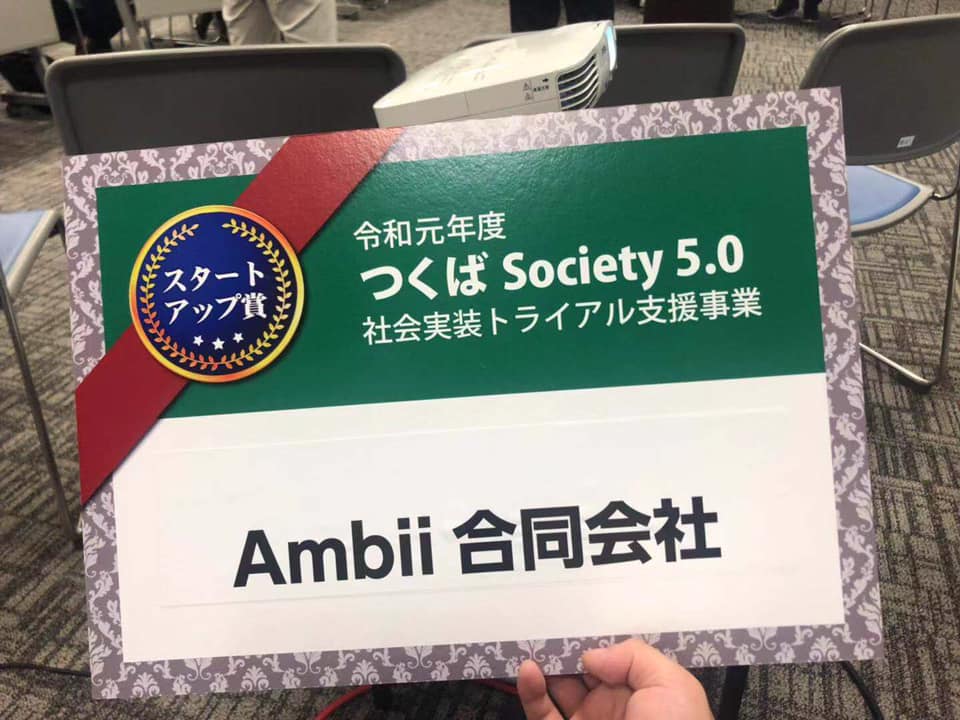 スタート
アップ賞
令和元年度
つくば Society 5.0
社会実装トライアル支援事業
Ambii 合同会社